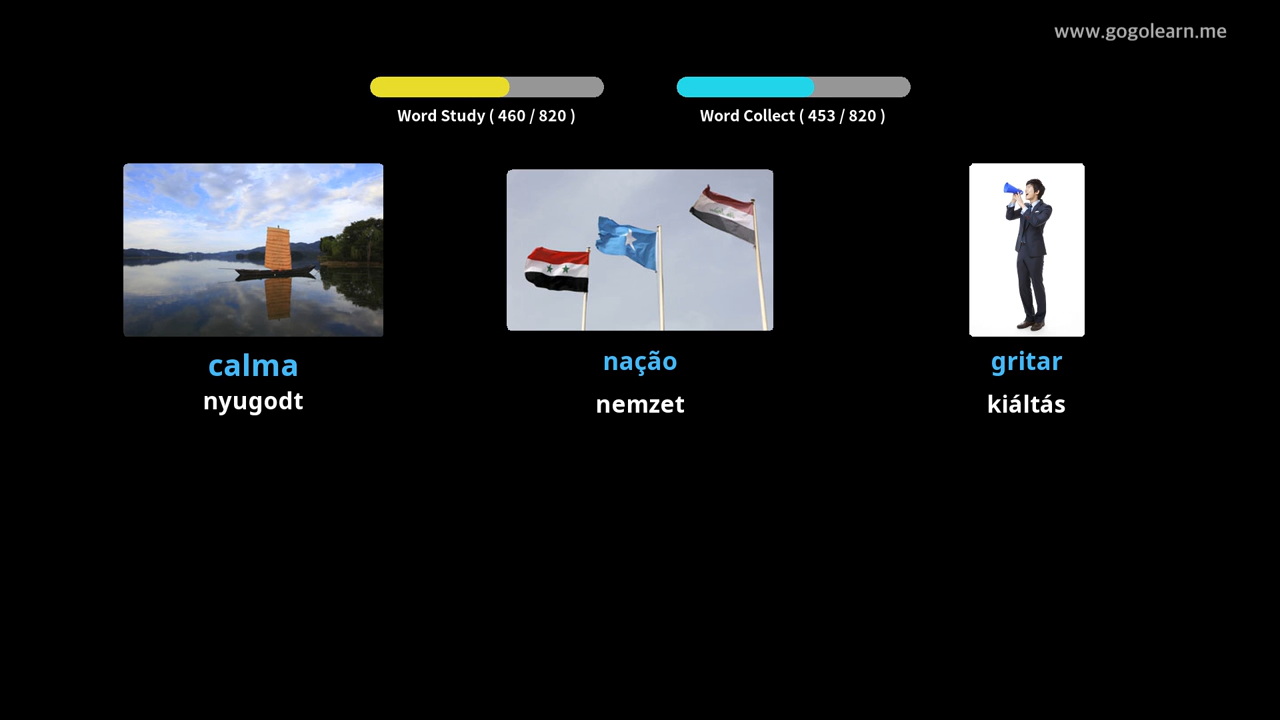 www.gogolearn.me
Word Study ( 460 / 820 )
Word Collect ( 453 / 820 )
calma
nyugodt
nação
nemzet
gritar
kiáltás